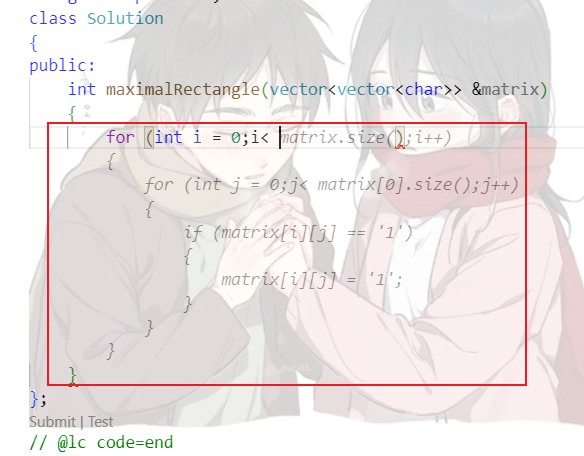 class Solution
{
public:
    int maximalRectangle(vector<vector<char>> &matrix)
    {
        for (int i = 0;i< matrix.size();i++)
        {
            for (int j = 0;j< matrix[0].size();j++)
            {
                if (matrix[i][j] == '1')
                {
                    matrix[i][j] = '1';
                }
            }
        }
    }
};
Submit | Test
// @lc code=end